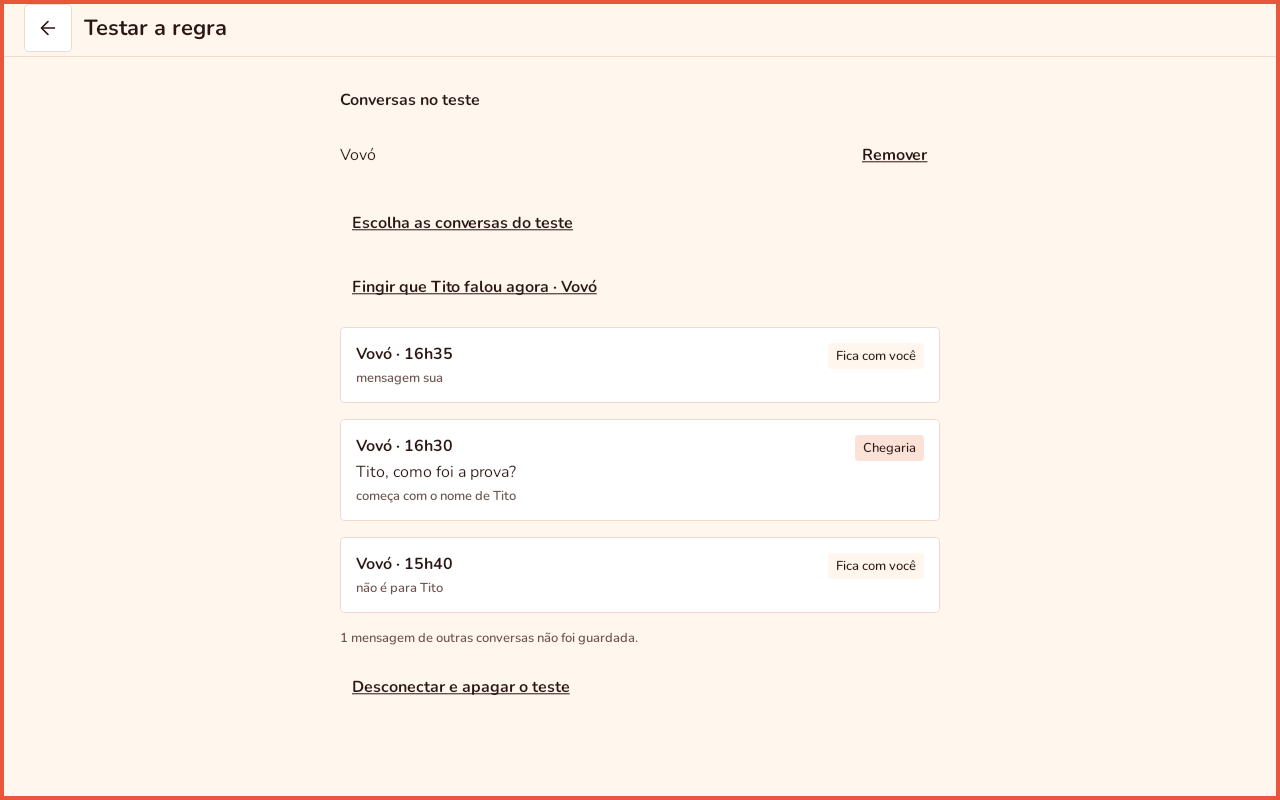 Testar a regra
Conversas no teste
Vovó
Remover
Escolha as conversas do teste
Fingir que Tito falou agora · Vovó
Vovó · 16h35
Fica com você
mensagem sua
Vovó · 16h30
Chegaria
Tito, como foi a prova?
começa com o nome de Tito
Vovó · 15h40
Fica com você
não é para Tito
1 mensagem de outras conversas não foi guardada.
Desconectar e apagar o teste